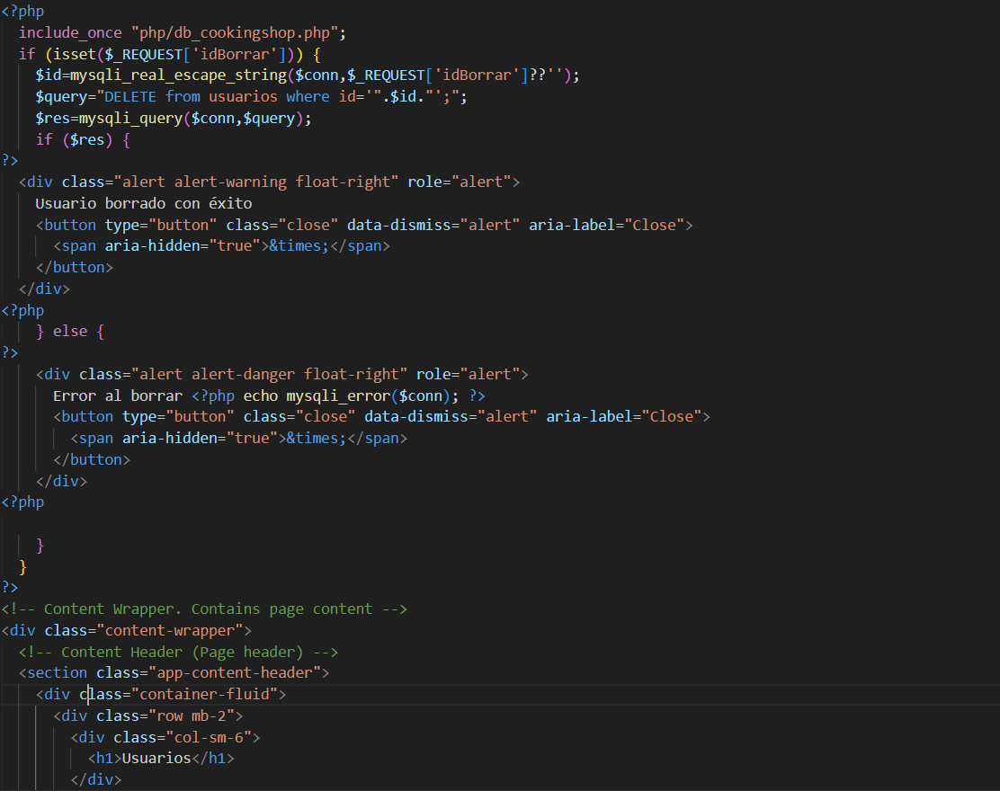 <?php
include_once "php/db_cookingshop.php";
if (isset($_REQUEST['idBorrar'])) {
$id=mysqli_real_escape_string($conn,$_REQUEST['idBorrar']??'');
$query="DELETE from usuarios where id='".$id."';";
$res=mysqli_query($conn,$query);
if ($res) {
?>
<div class="alert alert-warning float-right" role="alert">
Usuario borrado con éxito
<button type="button" class="close" data-dismiss="alert" aria-label="Close">
<span aria-hidden="true">&times;</span>
</button>
</div>
<?php
} else {
?>
<div class="alert alert-danger float-right" role="alert">
Error al borrar <?php echo mysqli_error($conn); ?>
<button type="button" class="close" data-dismiss="alert" aria-label="Close">
<span aria-hidden="true">&times;</span>
</button>
</div>
<?php
}
}
?>
<!-- Content Wrapper. Contains page content -->
<div class="content-wrapper">
<!-- Content Header (Page header) -->
<section class="app-content-header">
<div class="container-fluid">
<div class="row mb-2">
<div class="col-sm-6">
<h1>Usuarios</h1>
</div>